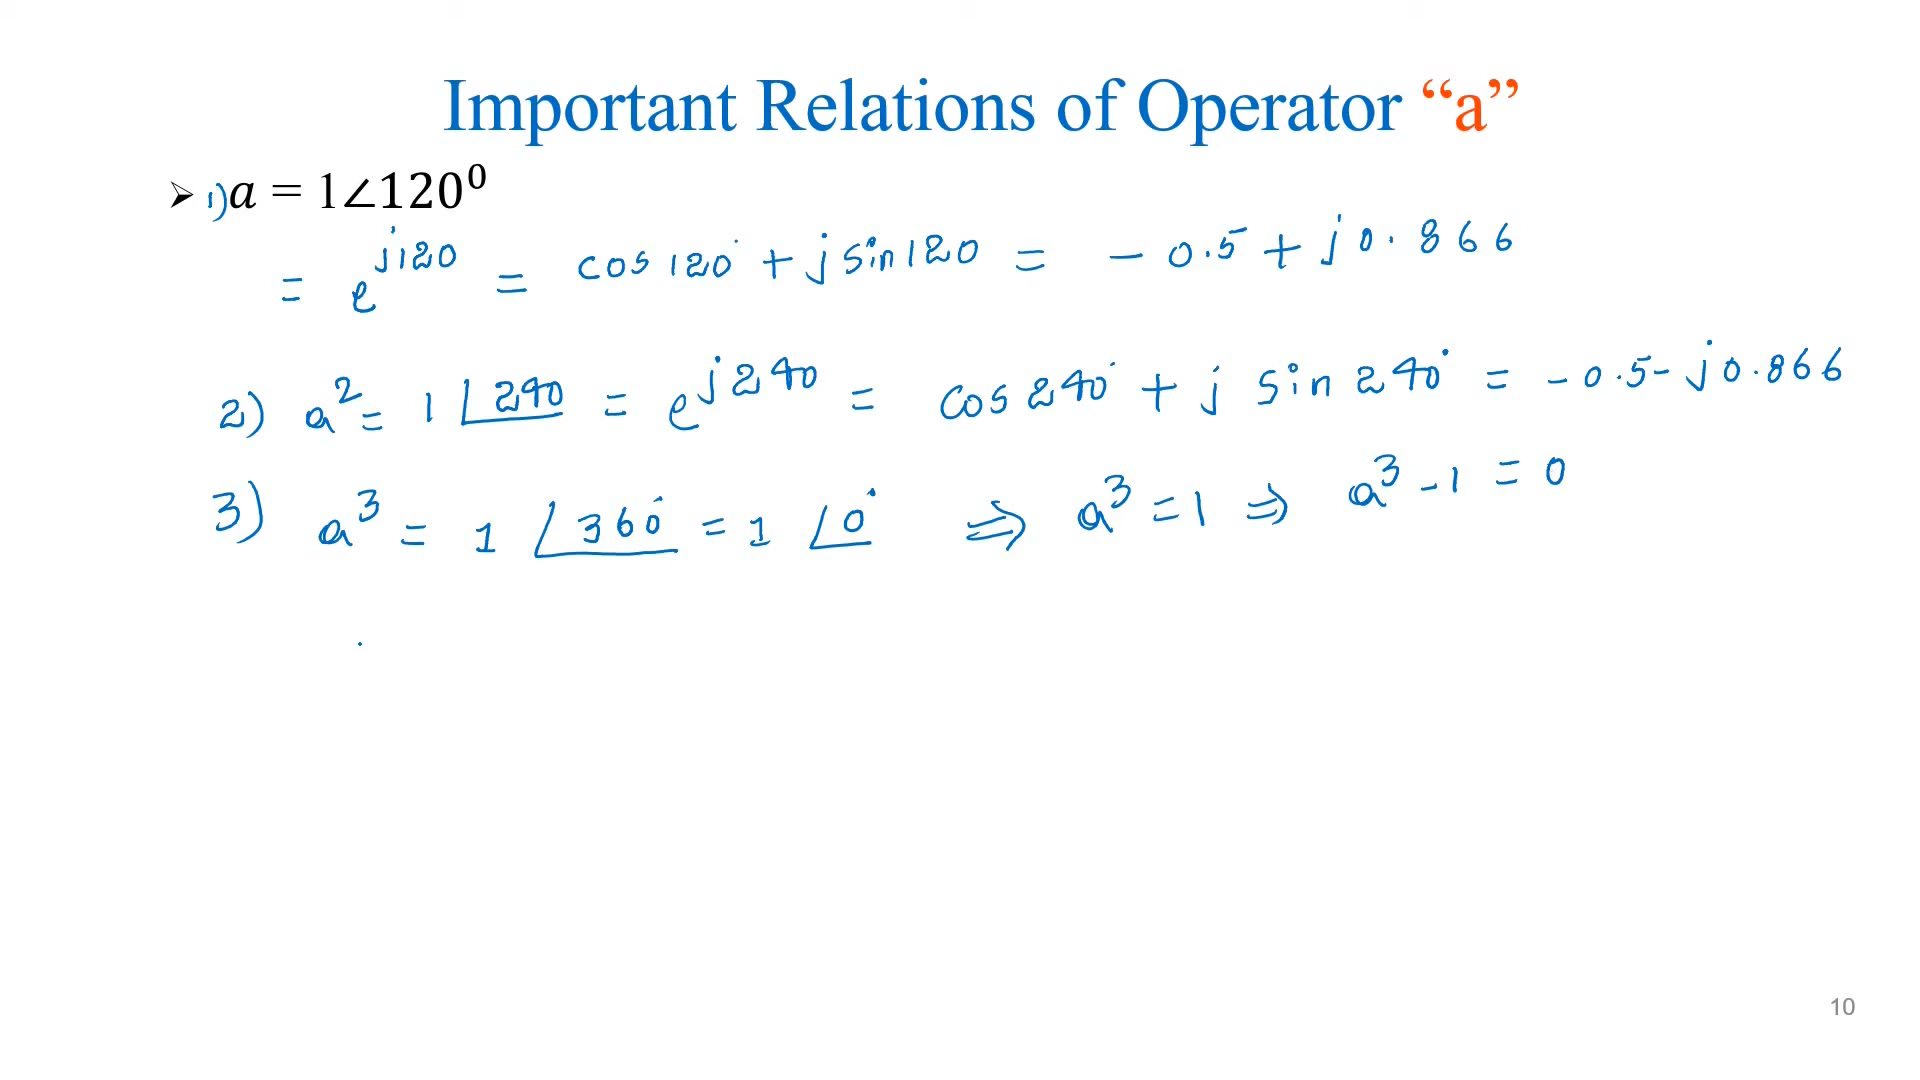 Important Relations of Operator “a”
➤ 1) a = 1∠120⁰
= e^j120 = cos 120° + j sin 120 = - 0.5 + j 0.866
2) a² = 1 ∠240 = e^j240 = cos 240° + j sin 240° = - 0.5 - j 0.866
3) a³ = 1 ∠360° = 1 ∠0° ⇒ a³ = 1 ⇒ a³ - 1 = 0
10